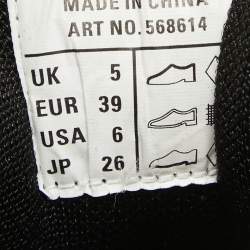 MADE IN CHINA
ART NO.568614
UK 5
EUR 39
USA 6
JP 26